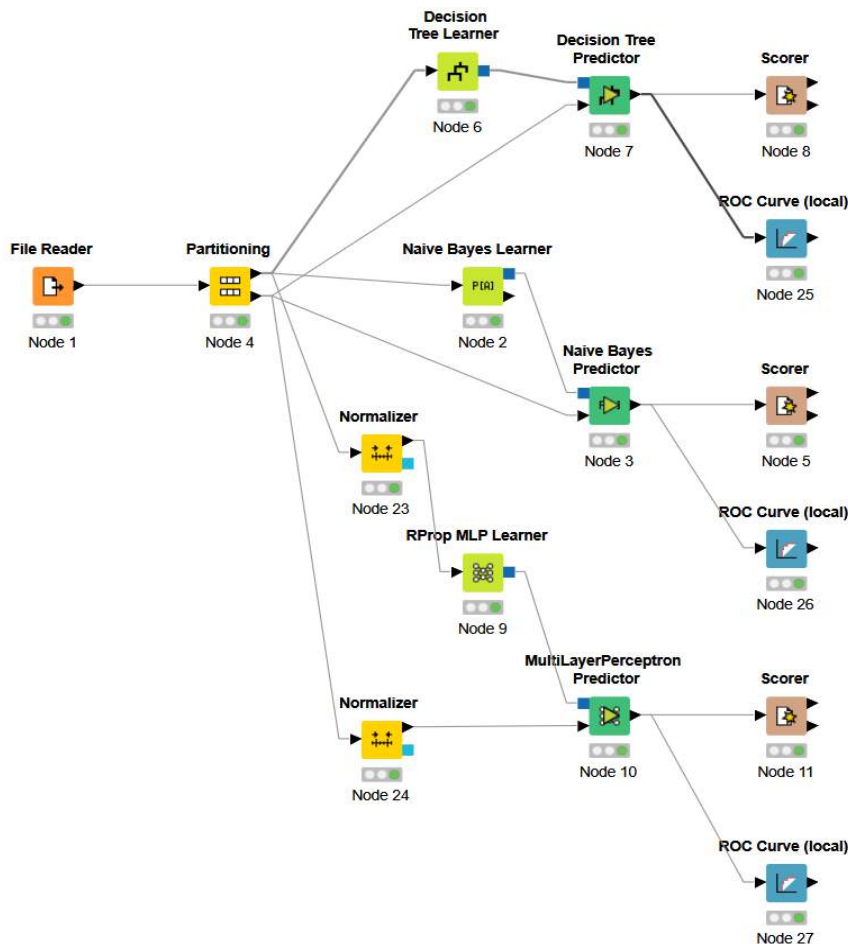 Decision
Tree Learner
Node 6
Decision Tree
Predictor
Node 7
Scorer
Node 8
ROC Curve (local)
Node 25
File Reader
Node 1
Partitioning
Node 4
Naive Bayes Learner
P[A]
Node 2
Naive Bayes
Predictor
Node 3
Scorer
Node 5
Normalizer
Node 23
ROC Curve (local)
Node 26
RProp MLP Learner
Node 9
MultiLayerPerceptron
Predictor
Node 10
Scorer
Node 11
Normalizer
Node 24
ROC Curve (local)
Node 27